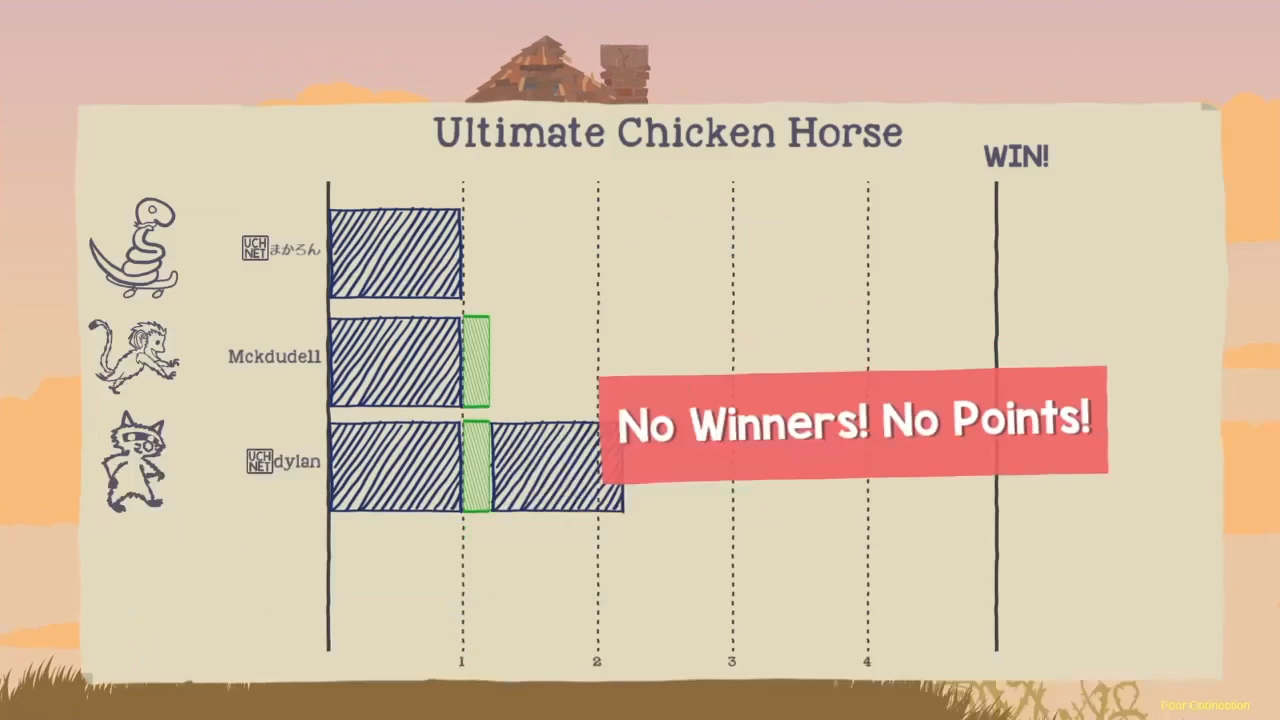 Ultimate Chicken Horse
WIN!
UCH NET まかろん
Mckdudell
No Winners! No Points!
UCH NET dylan
1 2 3 4
Poor Connection